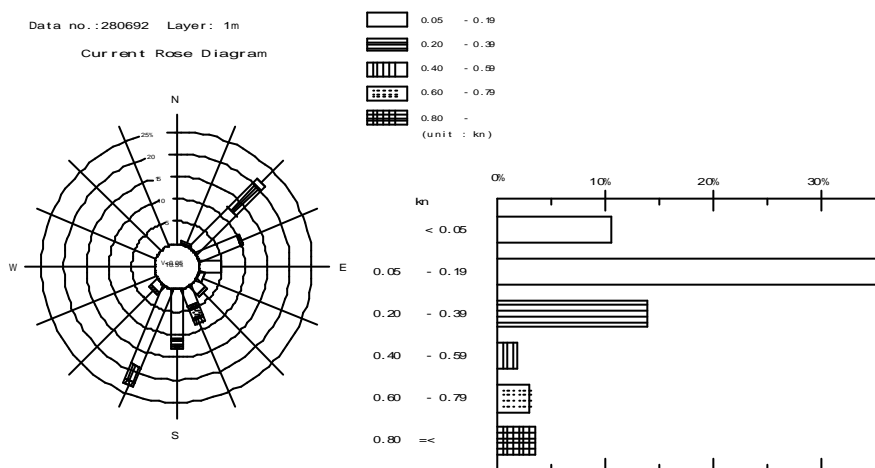 Data no.:280692 Layer: 1m
Current Rose Diagram
0.05 - 0.19
0.20 - 0.39
0.40 - 0.59
0.60 - 0.79
0.80 -
(unit : kn)
N
25%
20
15
10
5
W
E
S
0% 10% 20% 30%
kn
< 0.05
0.05 - 0.19
0.20 - 0.39
0.40 - 0.59
0.60 - 0.79
0.80 =<